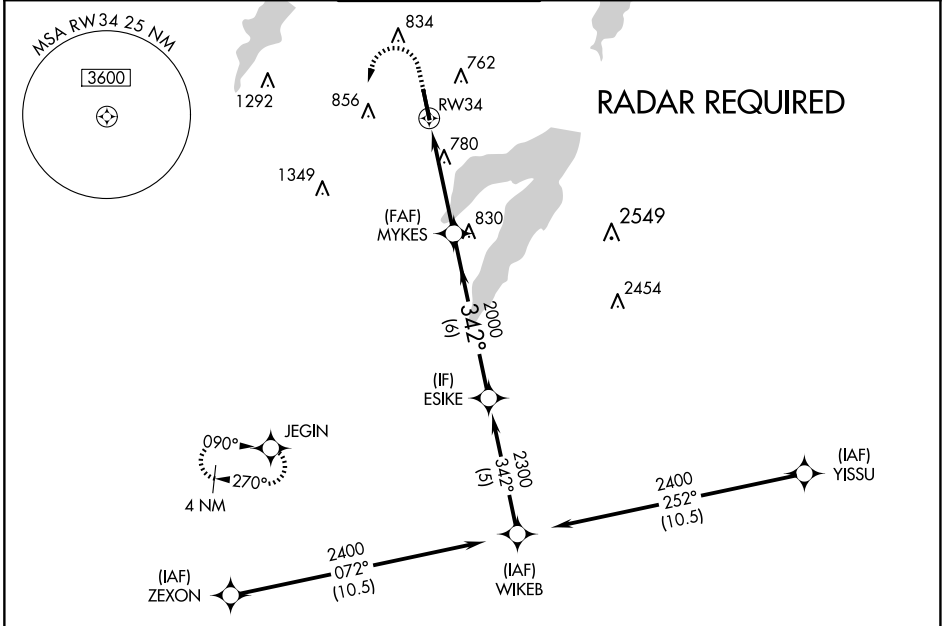 MSA RW34 25 NM
3600
834
762
1292
856
RW34
RADAR REQUIRED
780
1349
(FAF)
MYKES
830
2549
2454
2000
342°
(6)
(IF)
ESIKE
JEGIN
090°
270°
4 NM
2300
342°
(5)
(IAF)
YISSU
2400
252°
(10.5)
2400
072°
(10.5)
(IAF)
ZEXON
(IAF)
WIKEB